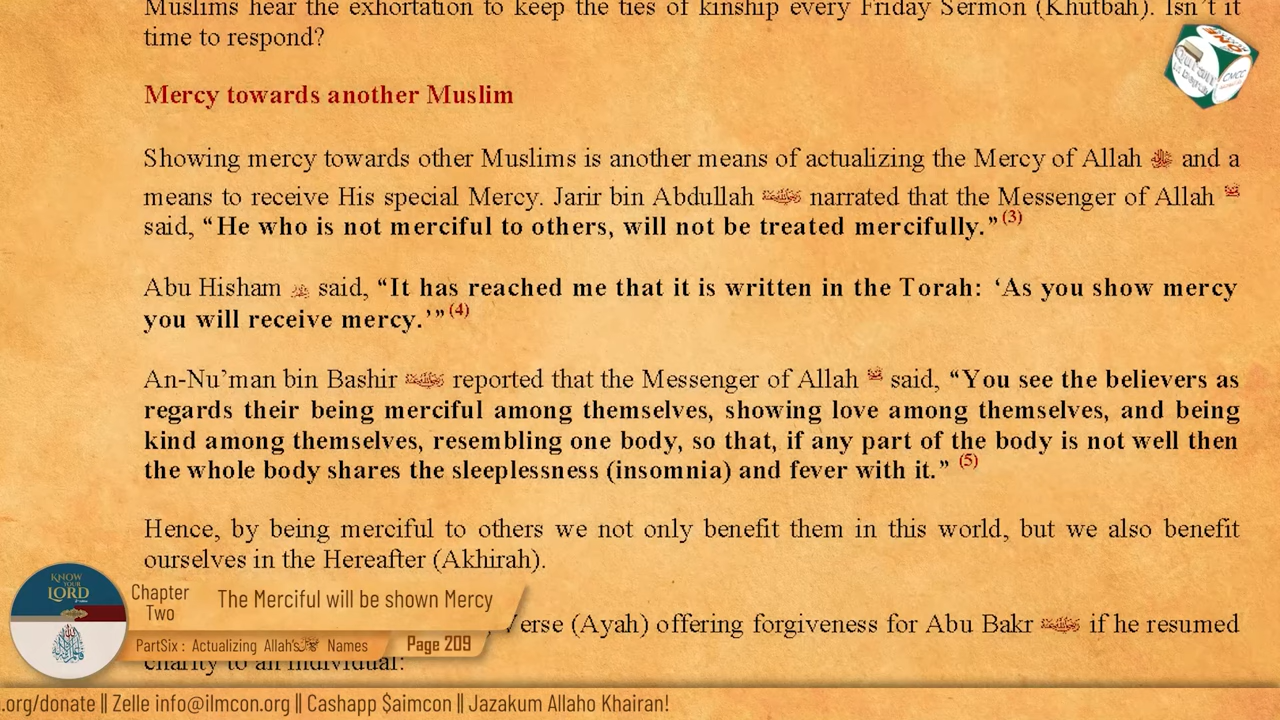 Muslims hear the exhortation to keep the ties of kinship every Friday Sermon (Khutbah). Isn't it
time to respond?
Mercy towards another Muslim
Showing mercy towards other Muslims is another means of actualizing the Mercy of Allah ﷻ and a
means to receive His special Mercy. Jarir bin Abdullah narrated that the Messenger of Allah ﷺ
said, “He who is not merciful to others, will not be treated mercifully.” (3)
Abu Hisham said, “It has reached me that it is written in the Torah: ‘As you show mercy
you will receive mercy.’” (4)
An-Nu’man bin Bashir reported that the Messenger of Allah ﷺ said, “You see the believers as
regards their being merciful among themselves, showing love among themselves, and being
kind among themselves, resembling one body, so that, if any part of the body is not well then
the whole body shares the sleeplessness (insomnia) and fever with it.” (5)
Hence, by being merciful to others we not only benefit them in this world, but we also benefit
ourselves in the Hereafter (Akhirah).
Verse (Ayah) offering forgiveness for Abu Bakr if he resumed
charity to an individual:
KNOW
YOUR
LORD
Chapter
Two
The Merciful will be shown Mercy
PartSix : Actualizing Allah's Names
Page 209
.org/donate || Zelle info@ilmcon.org || Cashapp $aimcon || Jazakum Allaho Khairan!
CMCC